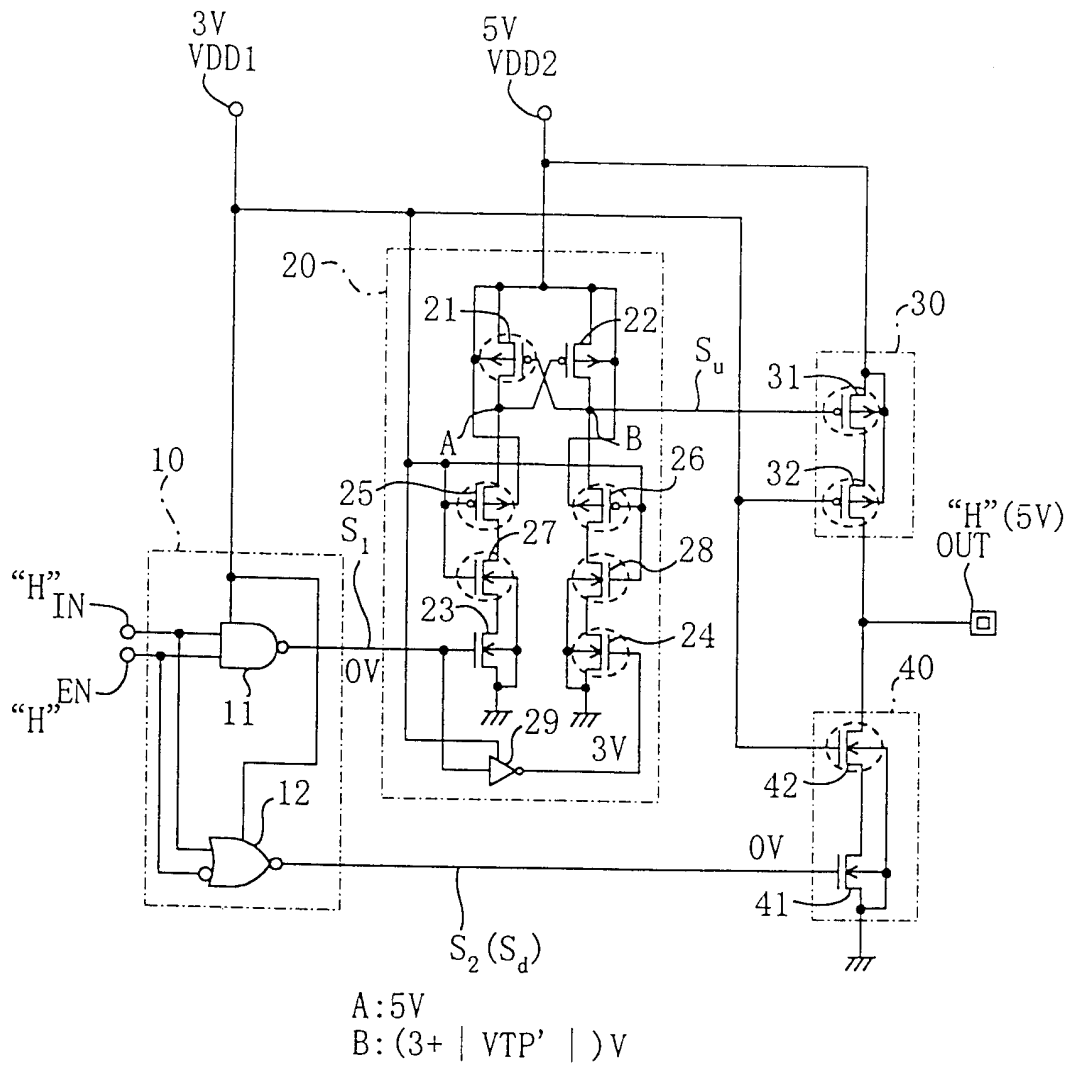 3V
VDD1
5V
VDD2
20
21
22
Su
30
31
A
B
10
25
26
32
"H"(5V)
OUT
S1
27
28
"H"
IN
23
24
40
EN
"H"
11
0V
29
3V
42
12
0V
41
S2(Sd)
A:5V
B:(3+|VTP'|)V